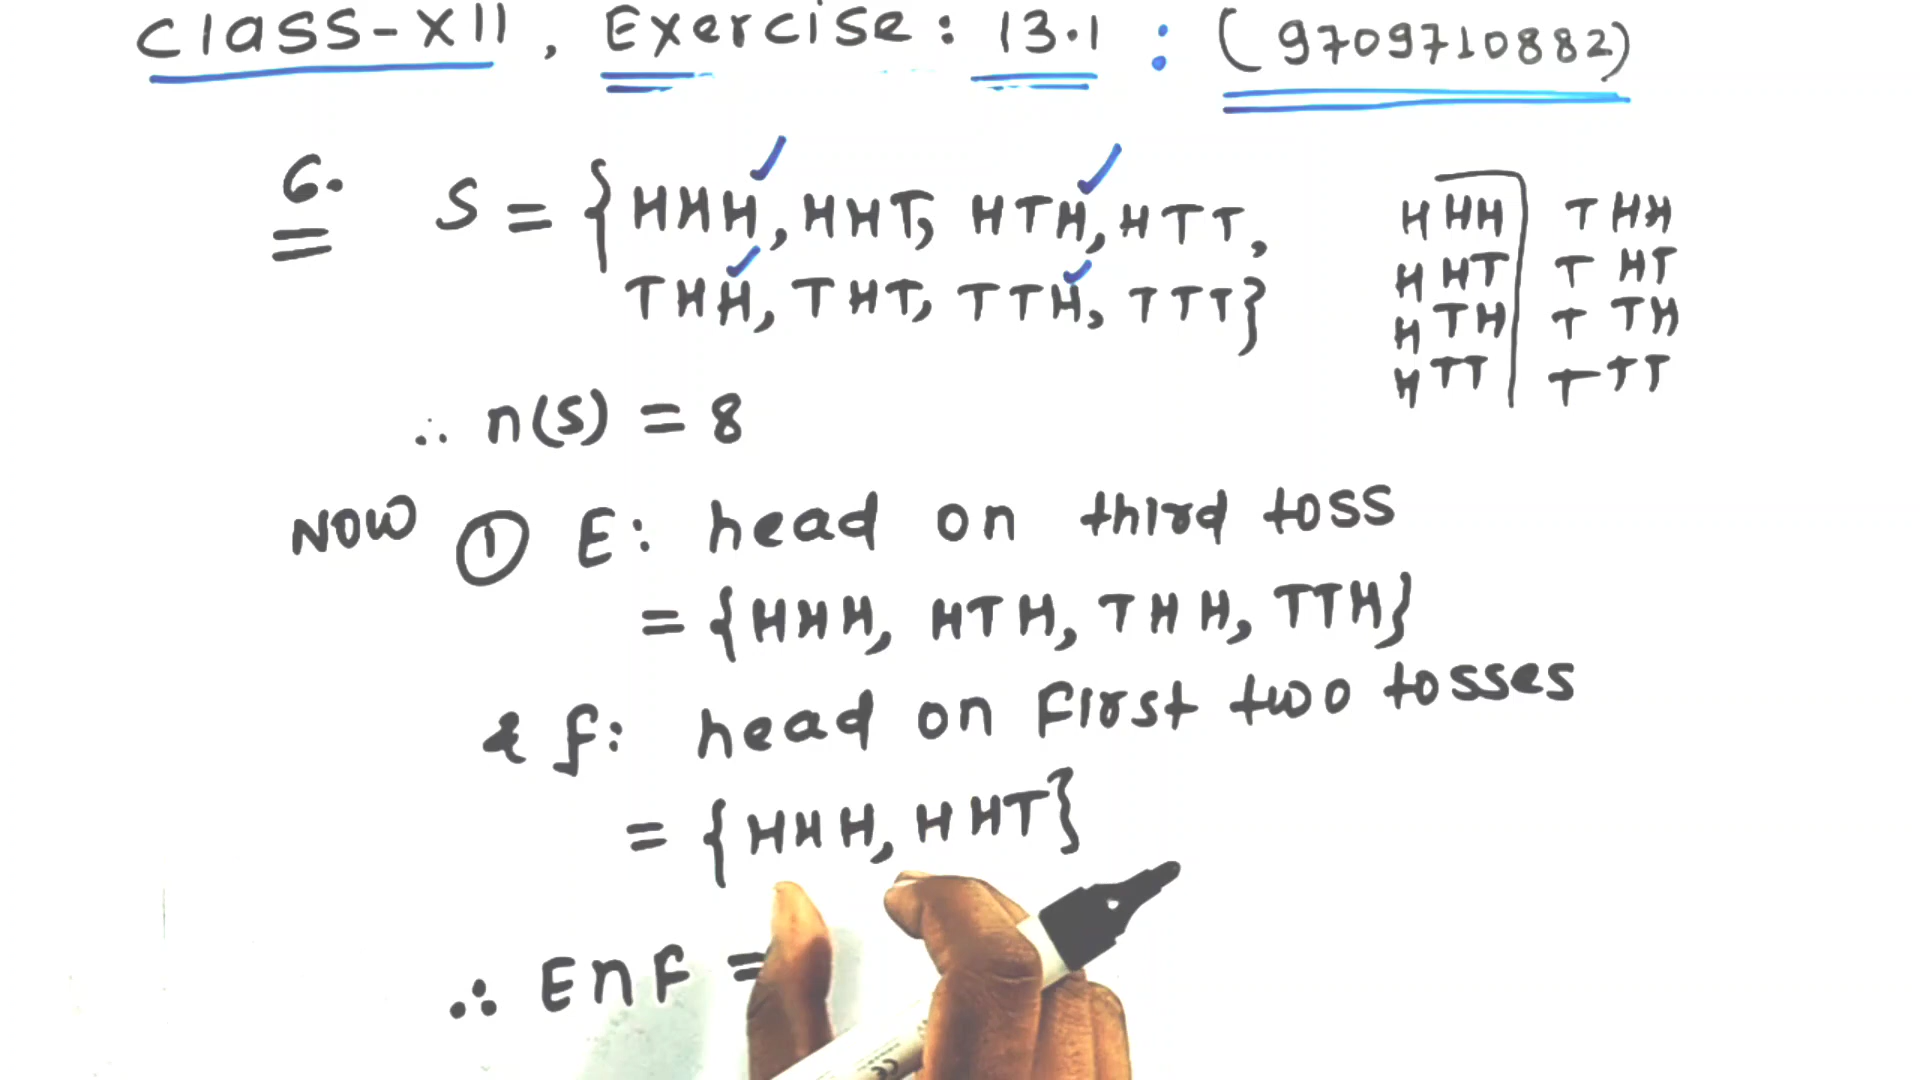 Class-XII, Exercise: 13.1 : (9709710882)
6. S = {HHH, HHT, HTH, HTT,
THH, THT, TTH, TTT}
HHH THH
HHT THT
HTH TTH
HTT TTT
∴ n(S) = 8
NOW ① E: head on third toss
= {HHH, HTH, THH, TTH}
& F: head on First two tosses
= {HHH, HHT}
∴ E∩F =